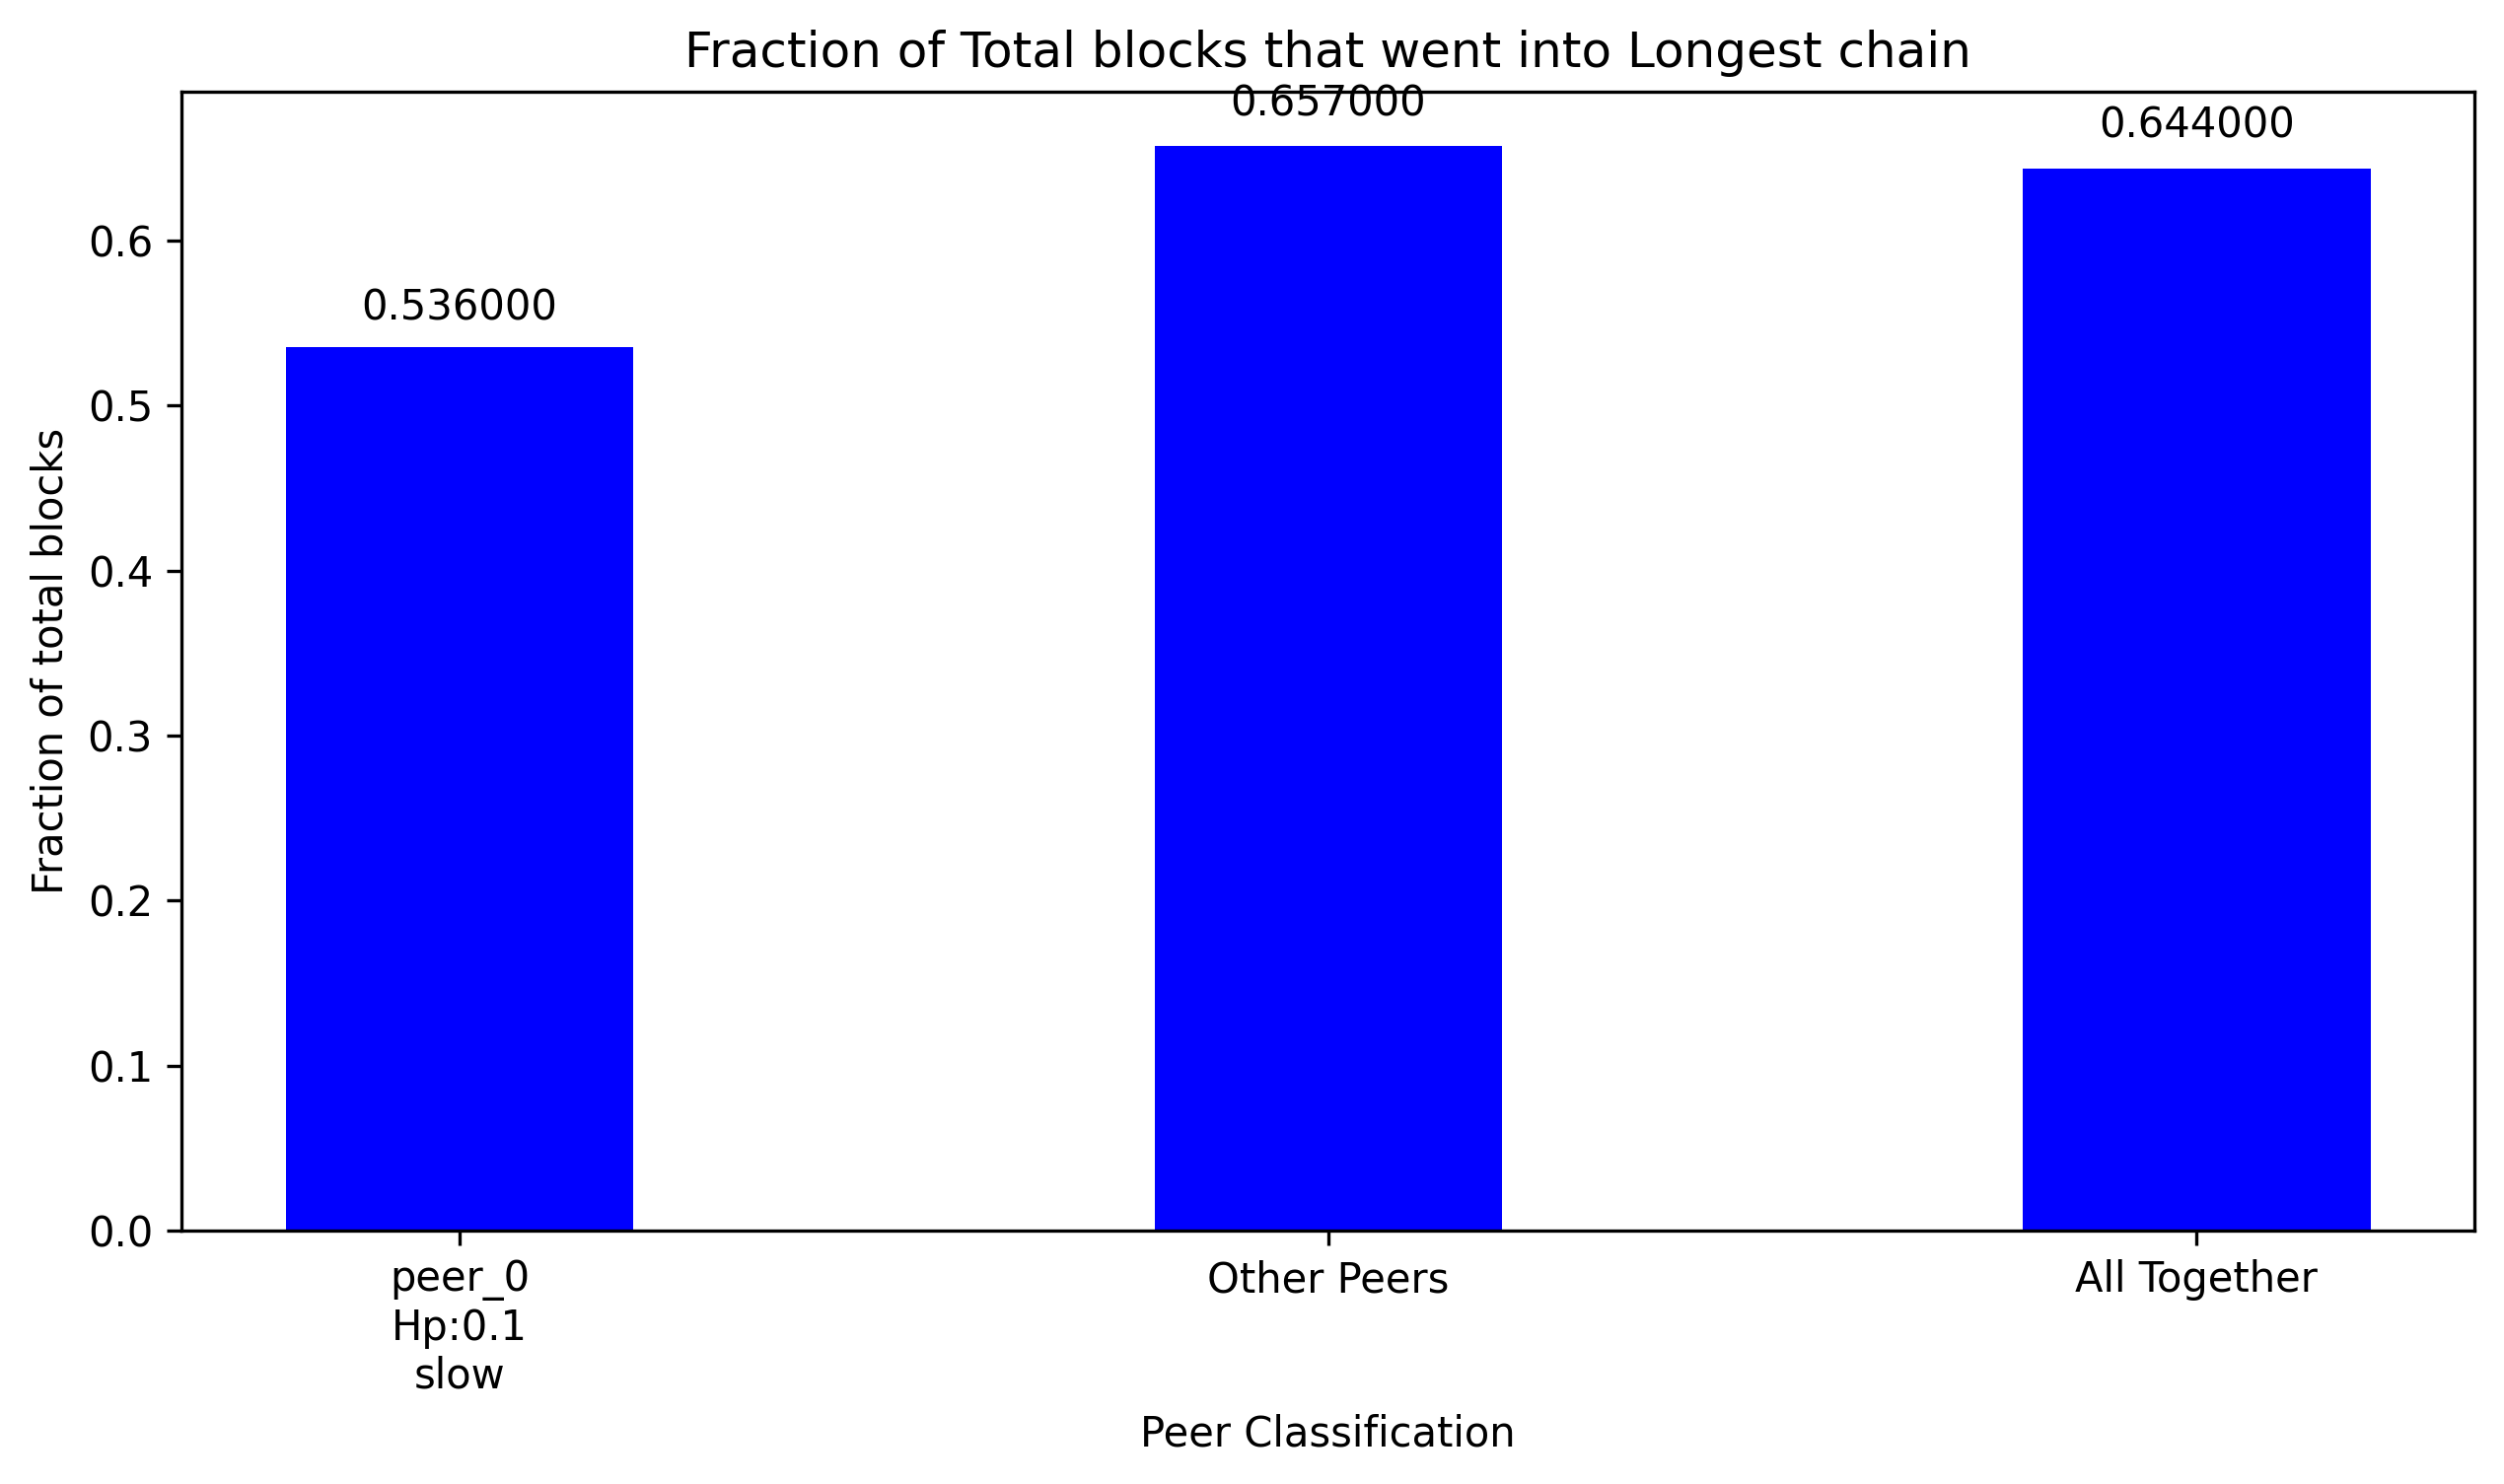 Fraction of Total blocks that went into Longest chain
0.657000
0.644000
0.536000
0.6
0.5
0.4
0.3
0.2
0.1
0.0
Fraction of total blocks
peer_0
Hp:0.1
slow
Other Peers
All Together
Peer Classification